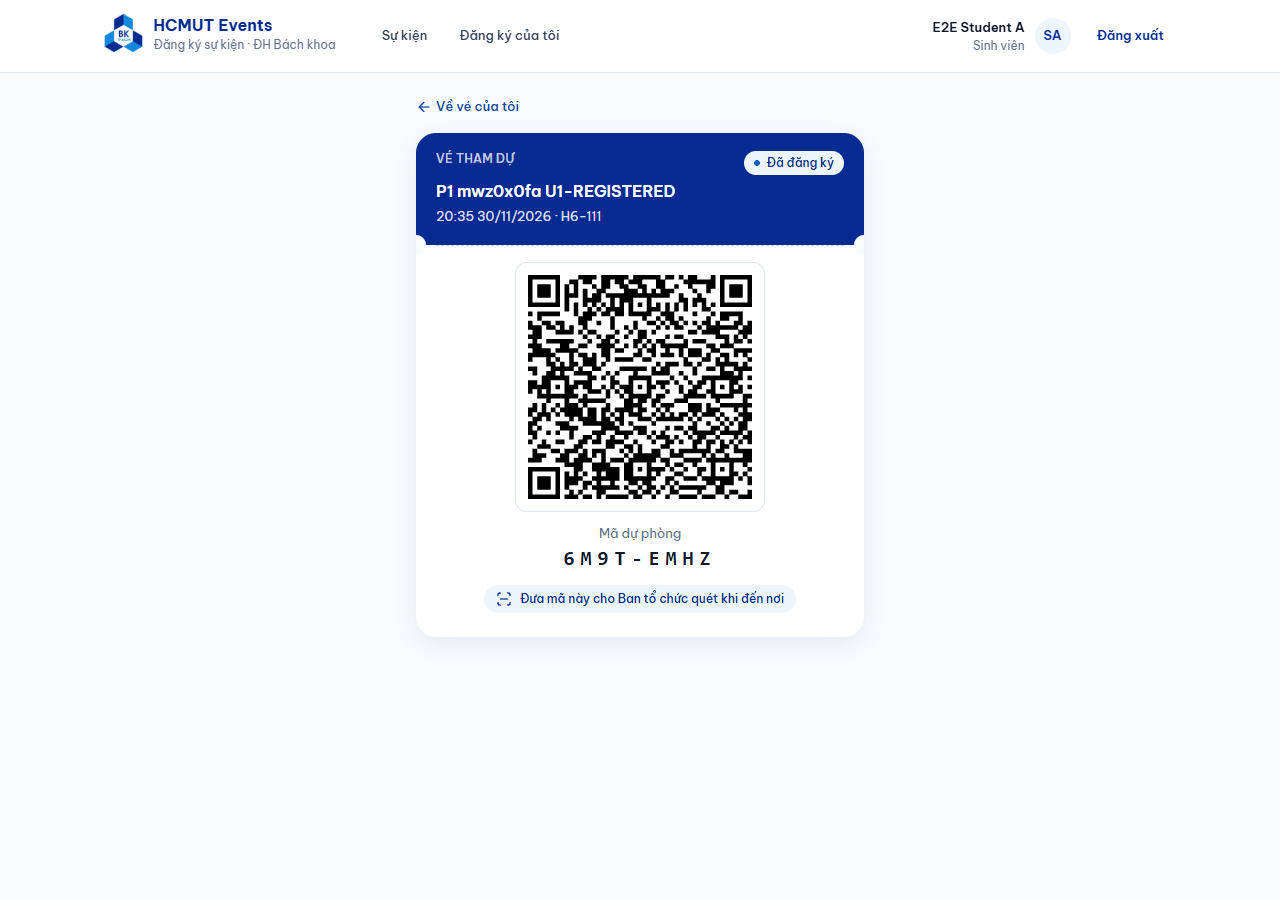 BK
HCMUT Events
Đăng ký sự kiện · ĐH Bách khoa
Sự kiện
Đăng ký của tôi
E2E Student A
Sinh viên
SA
Đăng xuất
Về vé của tôi
VÉ THAM DỰ
Đã đăng ký
P1 mwz0x0fa U1-REGISTERED
20:35 30/11/2026 · H6-111
Mã dự phòng
6M9T-EMHZ
Đưa mã này cho Ban tổ chức quét khi đến nơi